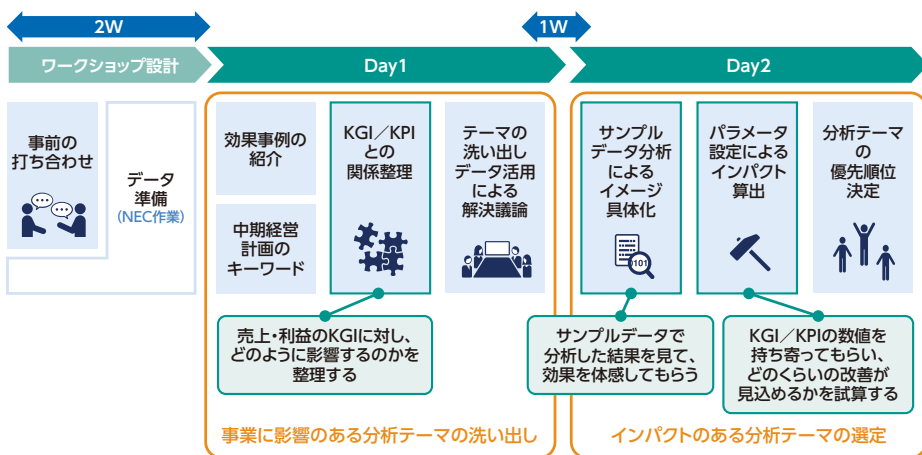 2W
1W
ワークショップ設計
Day1
Day2
事前の
打ち合わせ
データ
準備
(NEC作業)
効果事例の
紹介
中期経営
計画の
キーワード
KGI／KPI
との
関係整理
テーマの
洗い出し
データ活用
による
解決議論
サンプル
データ分析
による
イメージ
具体化
0101
パラメータ
設定による
インパクト
算出
分析テーマ
の
優先順位
決定
売上・利益のKGIに対し、
どのように影響するのかを
整理する
サンプルデータで
分析した結果を見て、
効果を体感してもらう
KGI／KPIの数値を
持ち寄ってもらい、
どのくらいの改善が
見込めるかを試算する
事業に影響のある分析テーマの洗い出し
インパクトのある分析テーマの選定